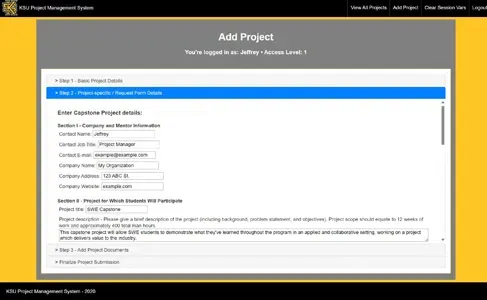 KSU Project Management System
View All Projects
Add Project
Clear Session Vars
Logout
Add Project
You're logged in as: Jeffrey • Access Level: 1
> Step 1 - Basic Project Details
> Step 2 - Project-specific / Request Form Details
Enter Capstone Project details:
Section I - Company and Mentor Information
Contact Name: Jeffrey
Contact Job Title: Project Manager
Contact E-mail: example@example.com
Company Name: My Organization
Company Address: 123 ABC St.
Company Website: example.com
Section II - Project for Which Students Will Participate
Project title: SWE Capstone
Project description - Please give a brief description of the project (including background, problem statement, and objectives). Project scope should equate to 12 weeks of
work and approximately 400 total man hours.
This capstone project will allow SWE students to demonstrate what they've learned throughout the program in an applied and collaborative setting, working on a project
which delivers value to the industry.
> Step 3 - Add Project Documents
> Finalize Project Submission
KSU Project Management System - 2020